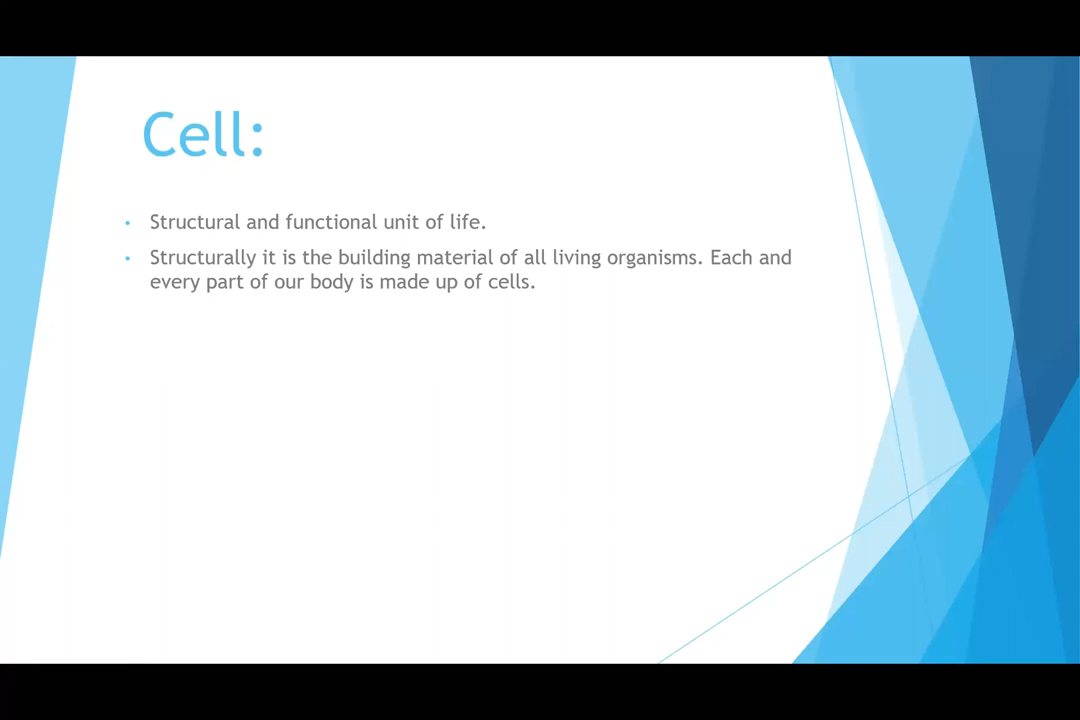 Cell:
• Structural and functional unit of life.
• Structurally it is the building material of all living organisms. Each and
every part of our body is made up of cells.